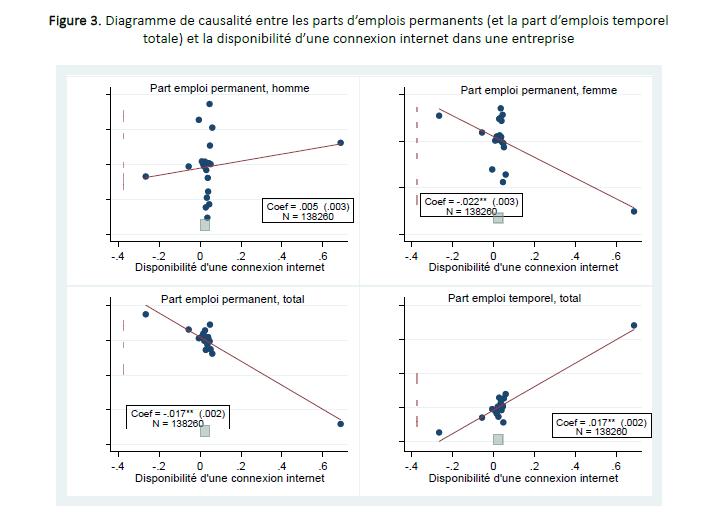 Figure 3. Diagramme de causalité entre les parts d'emplois permanents (et la part d'emplois temporel
totale) et la disponibilité d'une connexion internet dans une entreprise
Part emploi permanent, homme
Coef = .005 (.003)
N = 138260
-.4 -.2 0 .2 .4 .6
Disponibilité d'une connexion internet
Part emploi permanent, femme
Coef = -.022** (.003)
N = 138260
-.4 -.2 0 .2 .4 .6
Disponibilité d'une connexion internet
Part emploi permanent, total
Coef = -.017** (.002)
N = 138260
-.4 -.2 0 .2 .4 .6
Disponibilité d'une connexion internet
Part emploi temporel, total
Coef = .017** (.002)
N = 138260
-.4 -.2 0 .2 .4 .6
Disponibilité d'une connexion internet